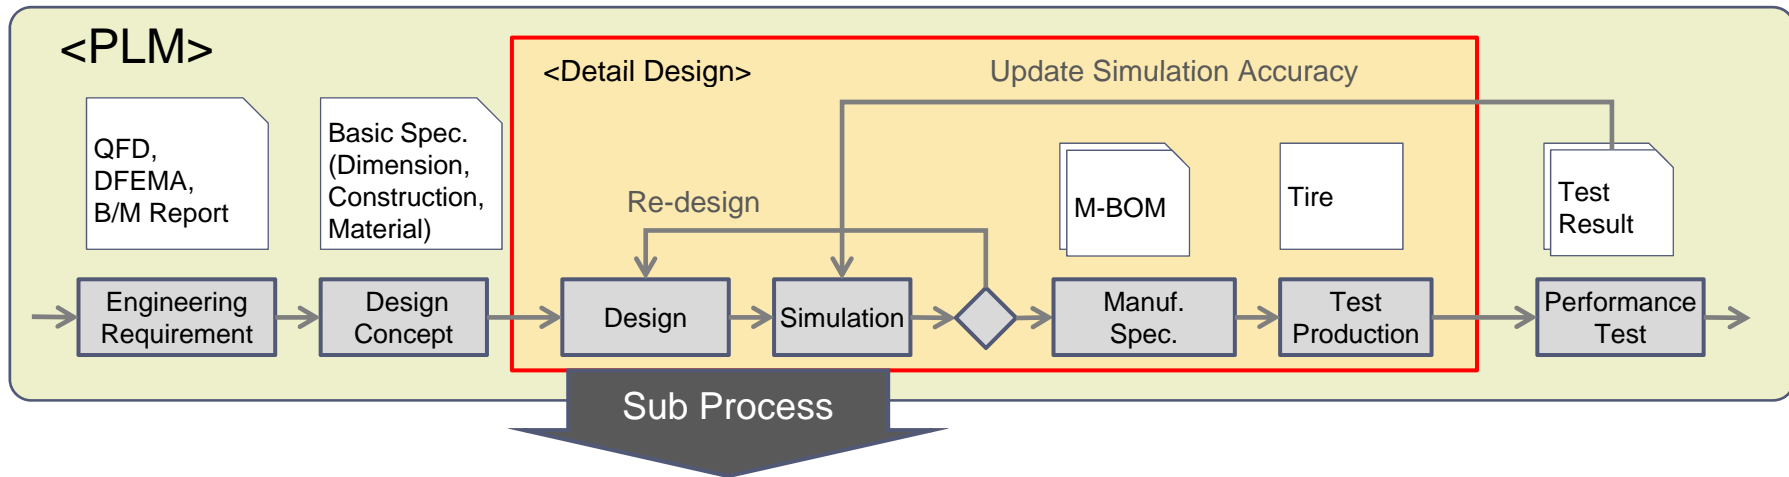 <PLM>
<Detail Design>
Update Simulation Accuracy
QFD,
DFEMA,
B/M Report
Basic Spec.
(Dimension,
Construction,
Material)
Re-design
M-BOM
Tire
Test
Result
Engineering
Requirement
Design
Concept
Design
Simulation
Manuf.
Spec.
Test
Production
Performance
Test
Sub Process